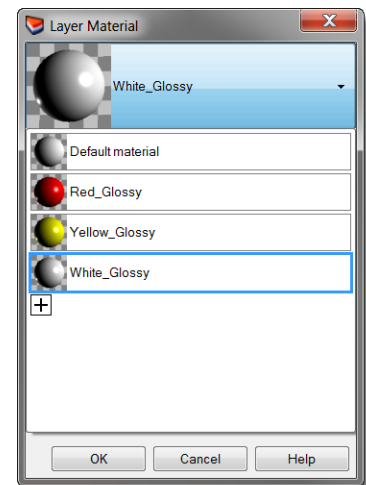 Layer Material
White_Glossy
Default material
Red_Glossy
Yellow_Glossy
White_Glossy
OK Cancel Help